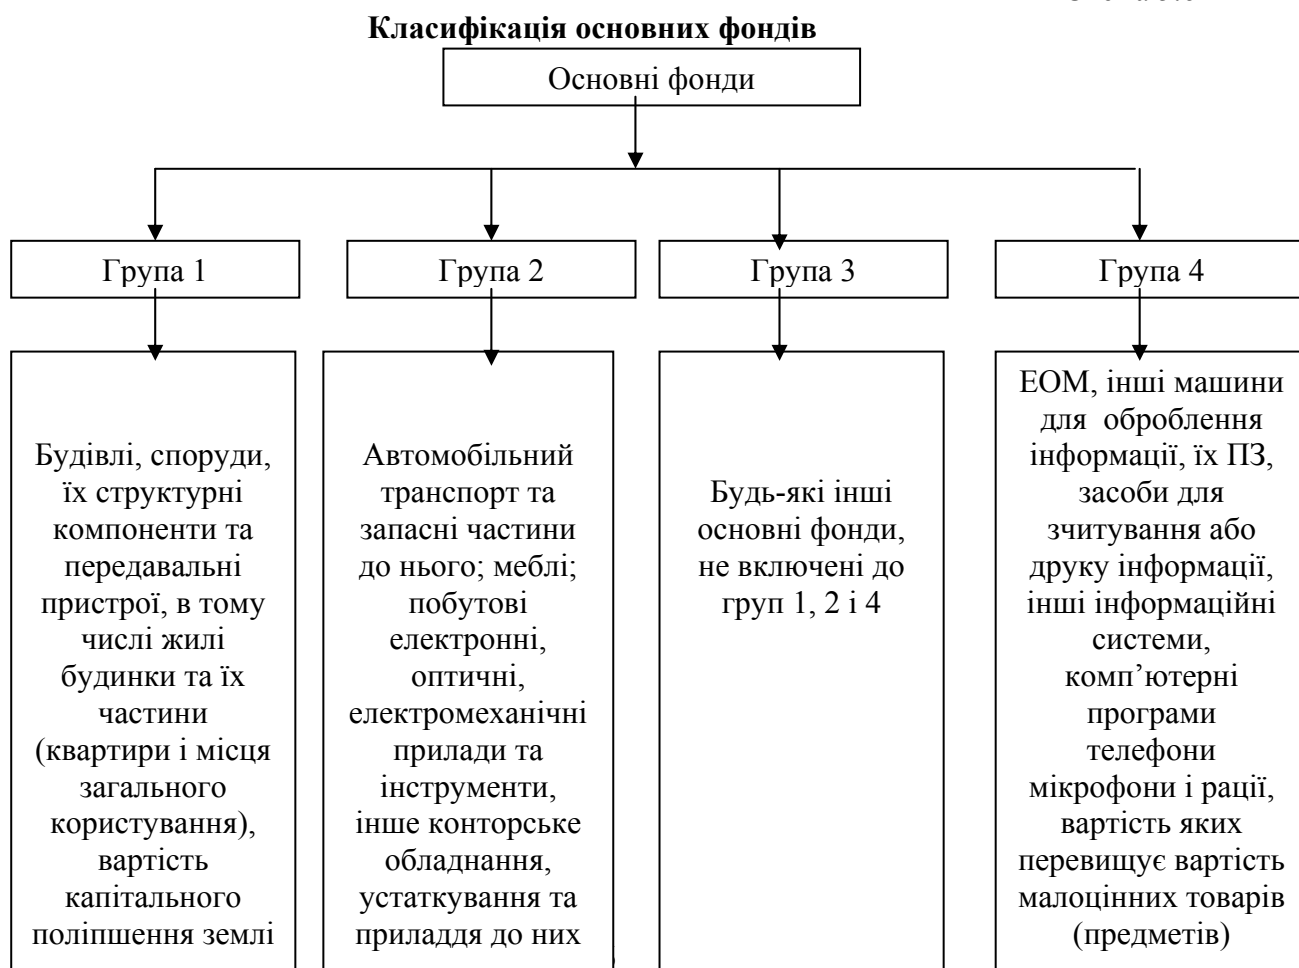 Класифікація основних фондів
Основні фонди
Група 1
Група 2
Група 3
Група 4
Будівлі, споруди,
їх структурні
компоненти та
передавальні
пристрої, в тому
числі жилі
будинки та їх
частини
(квартири і місця
загального
користування),
вартість
капітального
поліпшення землі
Автомобільний
транспорт та
запасні частини
до нього; меблі;
побутові
електронні,
оптичні,
електромеханічні
прилади та
інструменти,
інше конторське
обладнання,
устаткування та
приладдя до них
Будь-які інші
основні фонди,
не включені до
груп 1, 2 і 4
ЕОМ, інші машини
для оброблення
інформації, їх ПЗ,
засоби для
зчитування або
друку інформації,
інші інформаційні
системи,
комп’ютерні
програми
телефони
мікрофони і рації,
вартість яких
перевищує вартість
малоцінних товарів
(предметів)